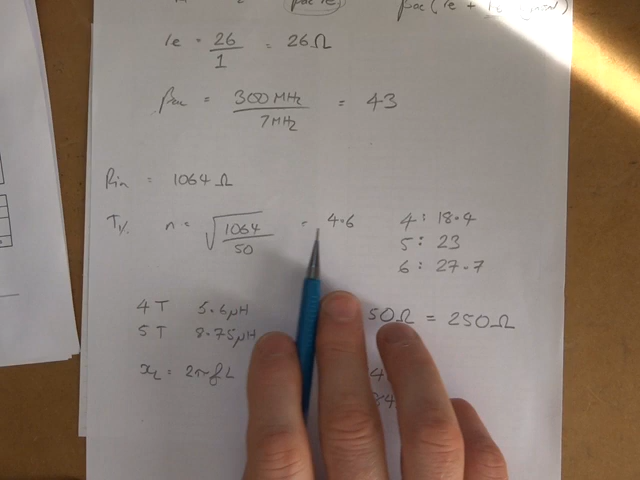 re = 26/1 = 26Ω
βac = 300MHz/7MHz = 43
Rin = 1064Ω
n = √1064/50 = 4.6
4 : 18.4
5 : 23
6 : 27.7
4T 5.6μH
5T 8.75μH
50Ω = 250Ω
= 2πfL